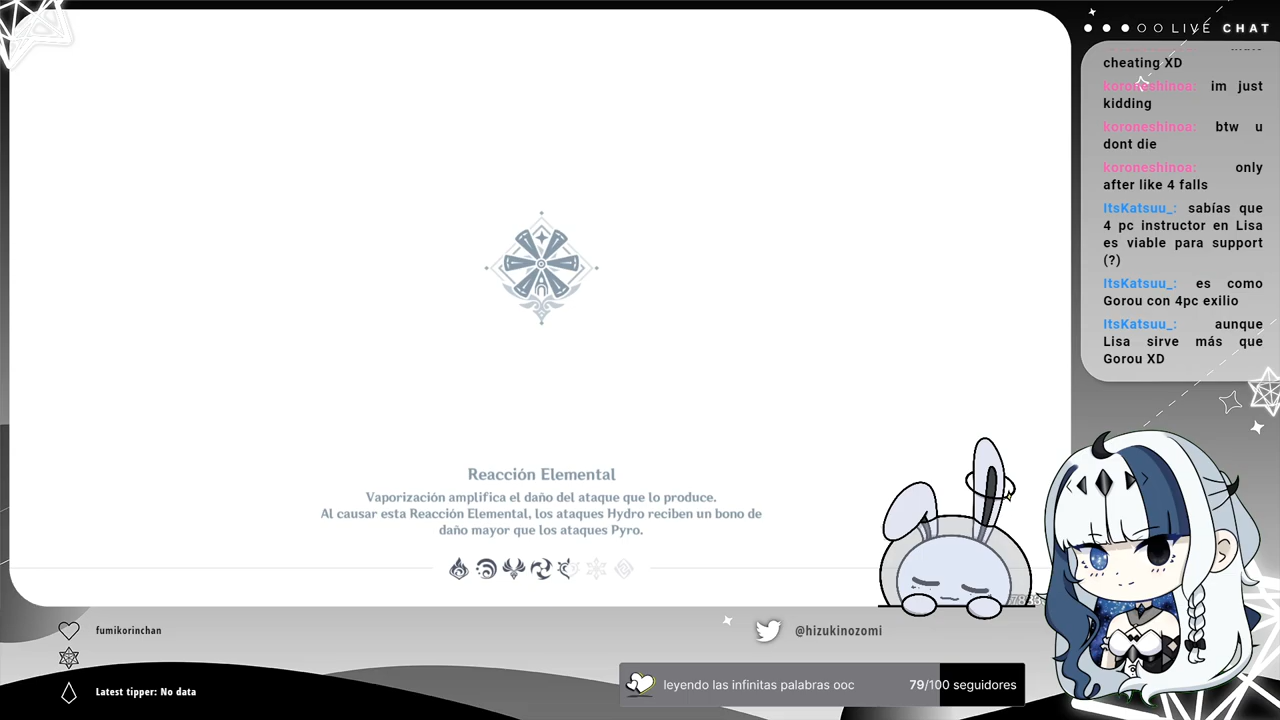 LIVE CHAT
cheating XD
koroneshinoa: im just
kidding
koroneshinoa: btw u
dont die
koroneshinoa: only
after like 4 falls
ItsKatsuu_: sabías que
4 pc instructor en Lisa
es viable para support
(?)
ItsKatsuu_: es como
Gorou con 4pc exilio
ItsKatsuu_: aunque
Lisa sirve más que
Gorou XD
Reacción Elemental
Vaporización amplifica el daño del ataque que lo produce.
Al causar esta Reacción Elemental, los ataques Hydro reciben un bono de
daño mayor que los ataques Pyro.
fumikorinchan
@hizukinozomi
Latest tipper: No data
leyendo las infinitas palabras ooc 79/100 seguidores